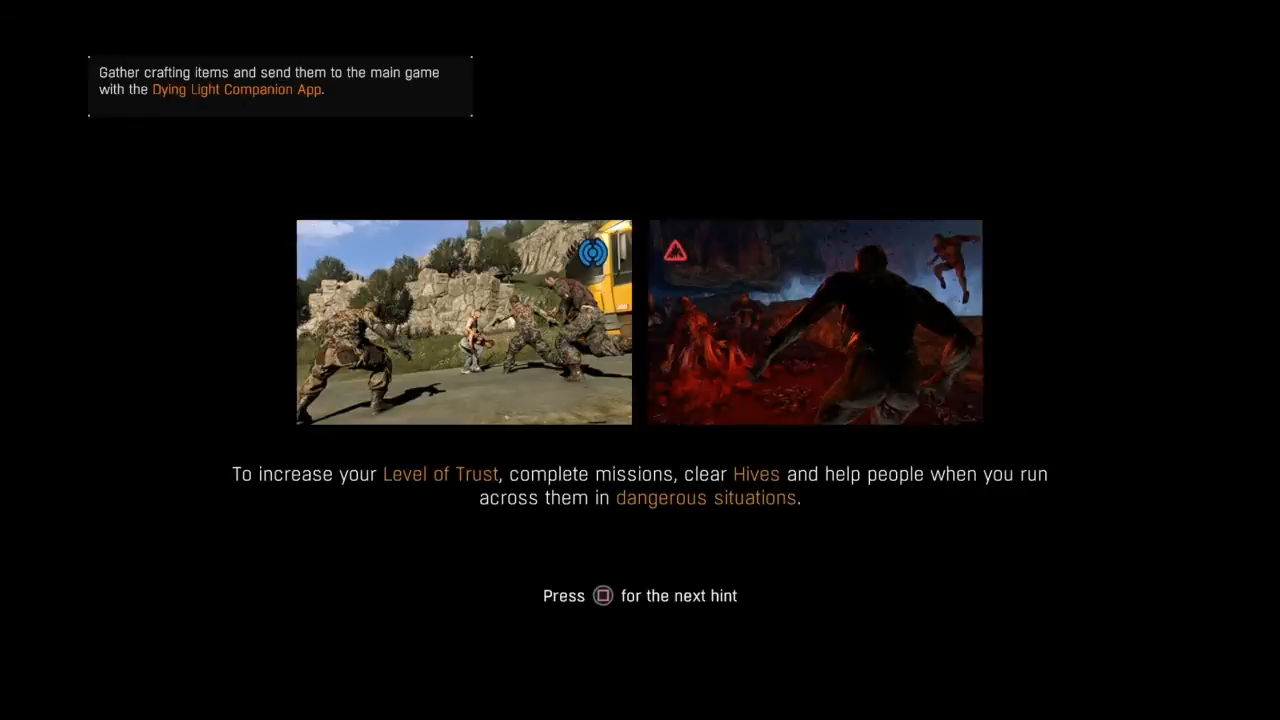 Gather crafting items and send them to the main game
with the Dying Light Companion App.
To increase your Level of Trust, complete missions, clear Hives and help people when you run
across them in dangerous situations.
Press for the next hint